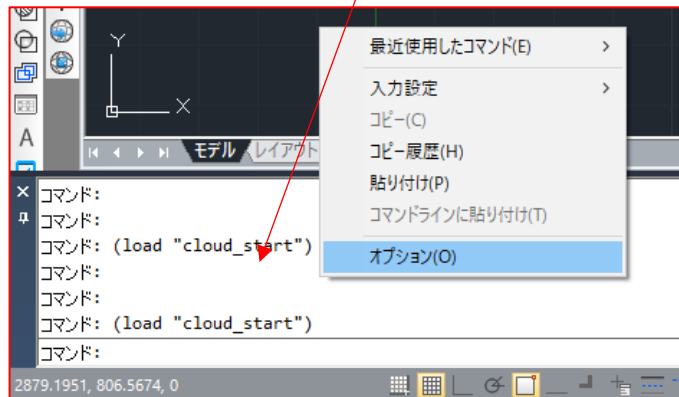 Y
X
A
モデル レイアウト
最近使用したコマンド(E)
入力設定
コピー(C)
コピー履歴(H)
貼り付け(P)
コマンドラインに貼り付け(T)
オプション(O)
コマンド:
コマンド:
コマンド: (load "cloud_start")
コマンド:
コマンド:
コマンド: (load "cloud_start")
コマンド:
2879.1951, 806.5674, 0